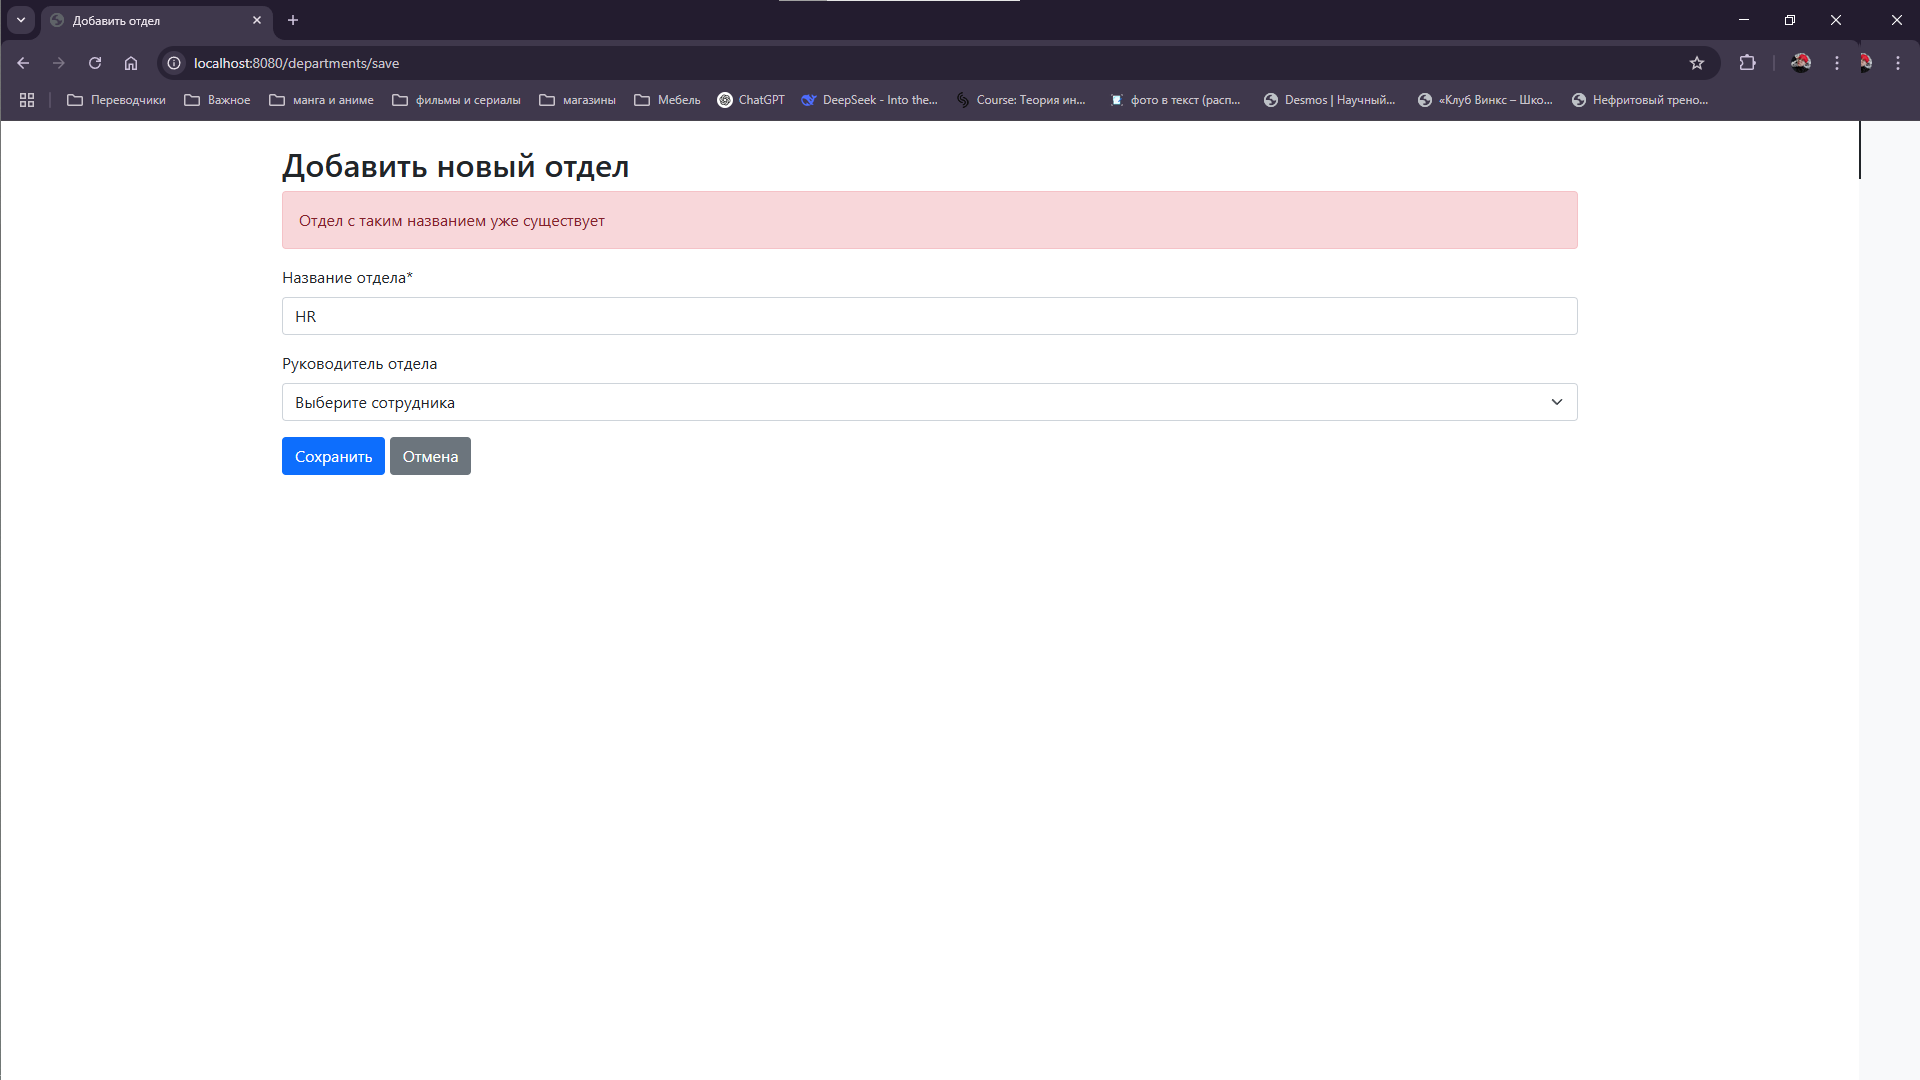 Добавить отдел
localhost:8080/departments/save
Переводчики
Важное
манга и аниме
фильмы и сериалы
магазины
Мебель
ChatGPT
DeepSeek - Into the...
Course: Теория ин...
фото в текст (расп...
Desmos | Научный...
«Клуб Винкс – Шко...
Нефритовый трено...
Добавить новый отдел
Отдел с таким названием уже существует
Название отдела*
HR
Руководитель отдела
Выберите сотрудника
Сохранить
Отмена